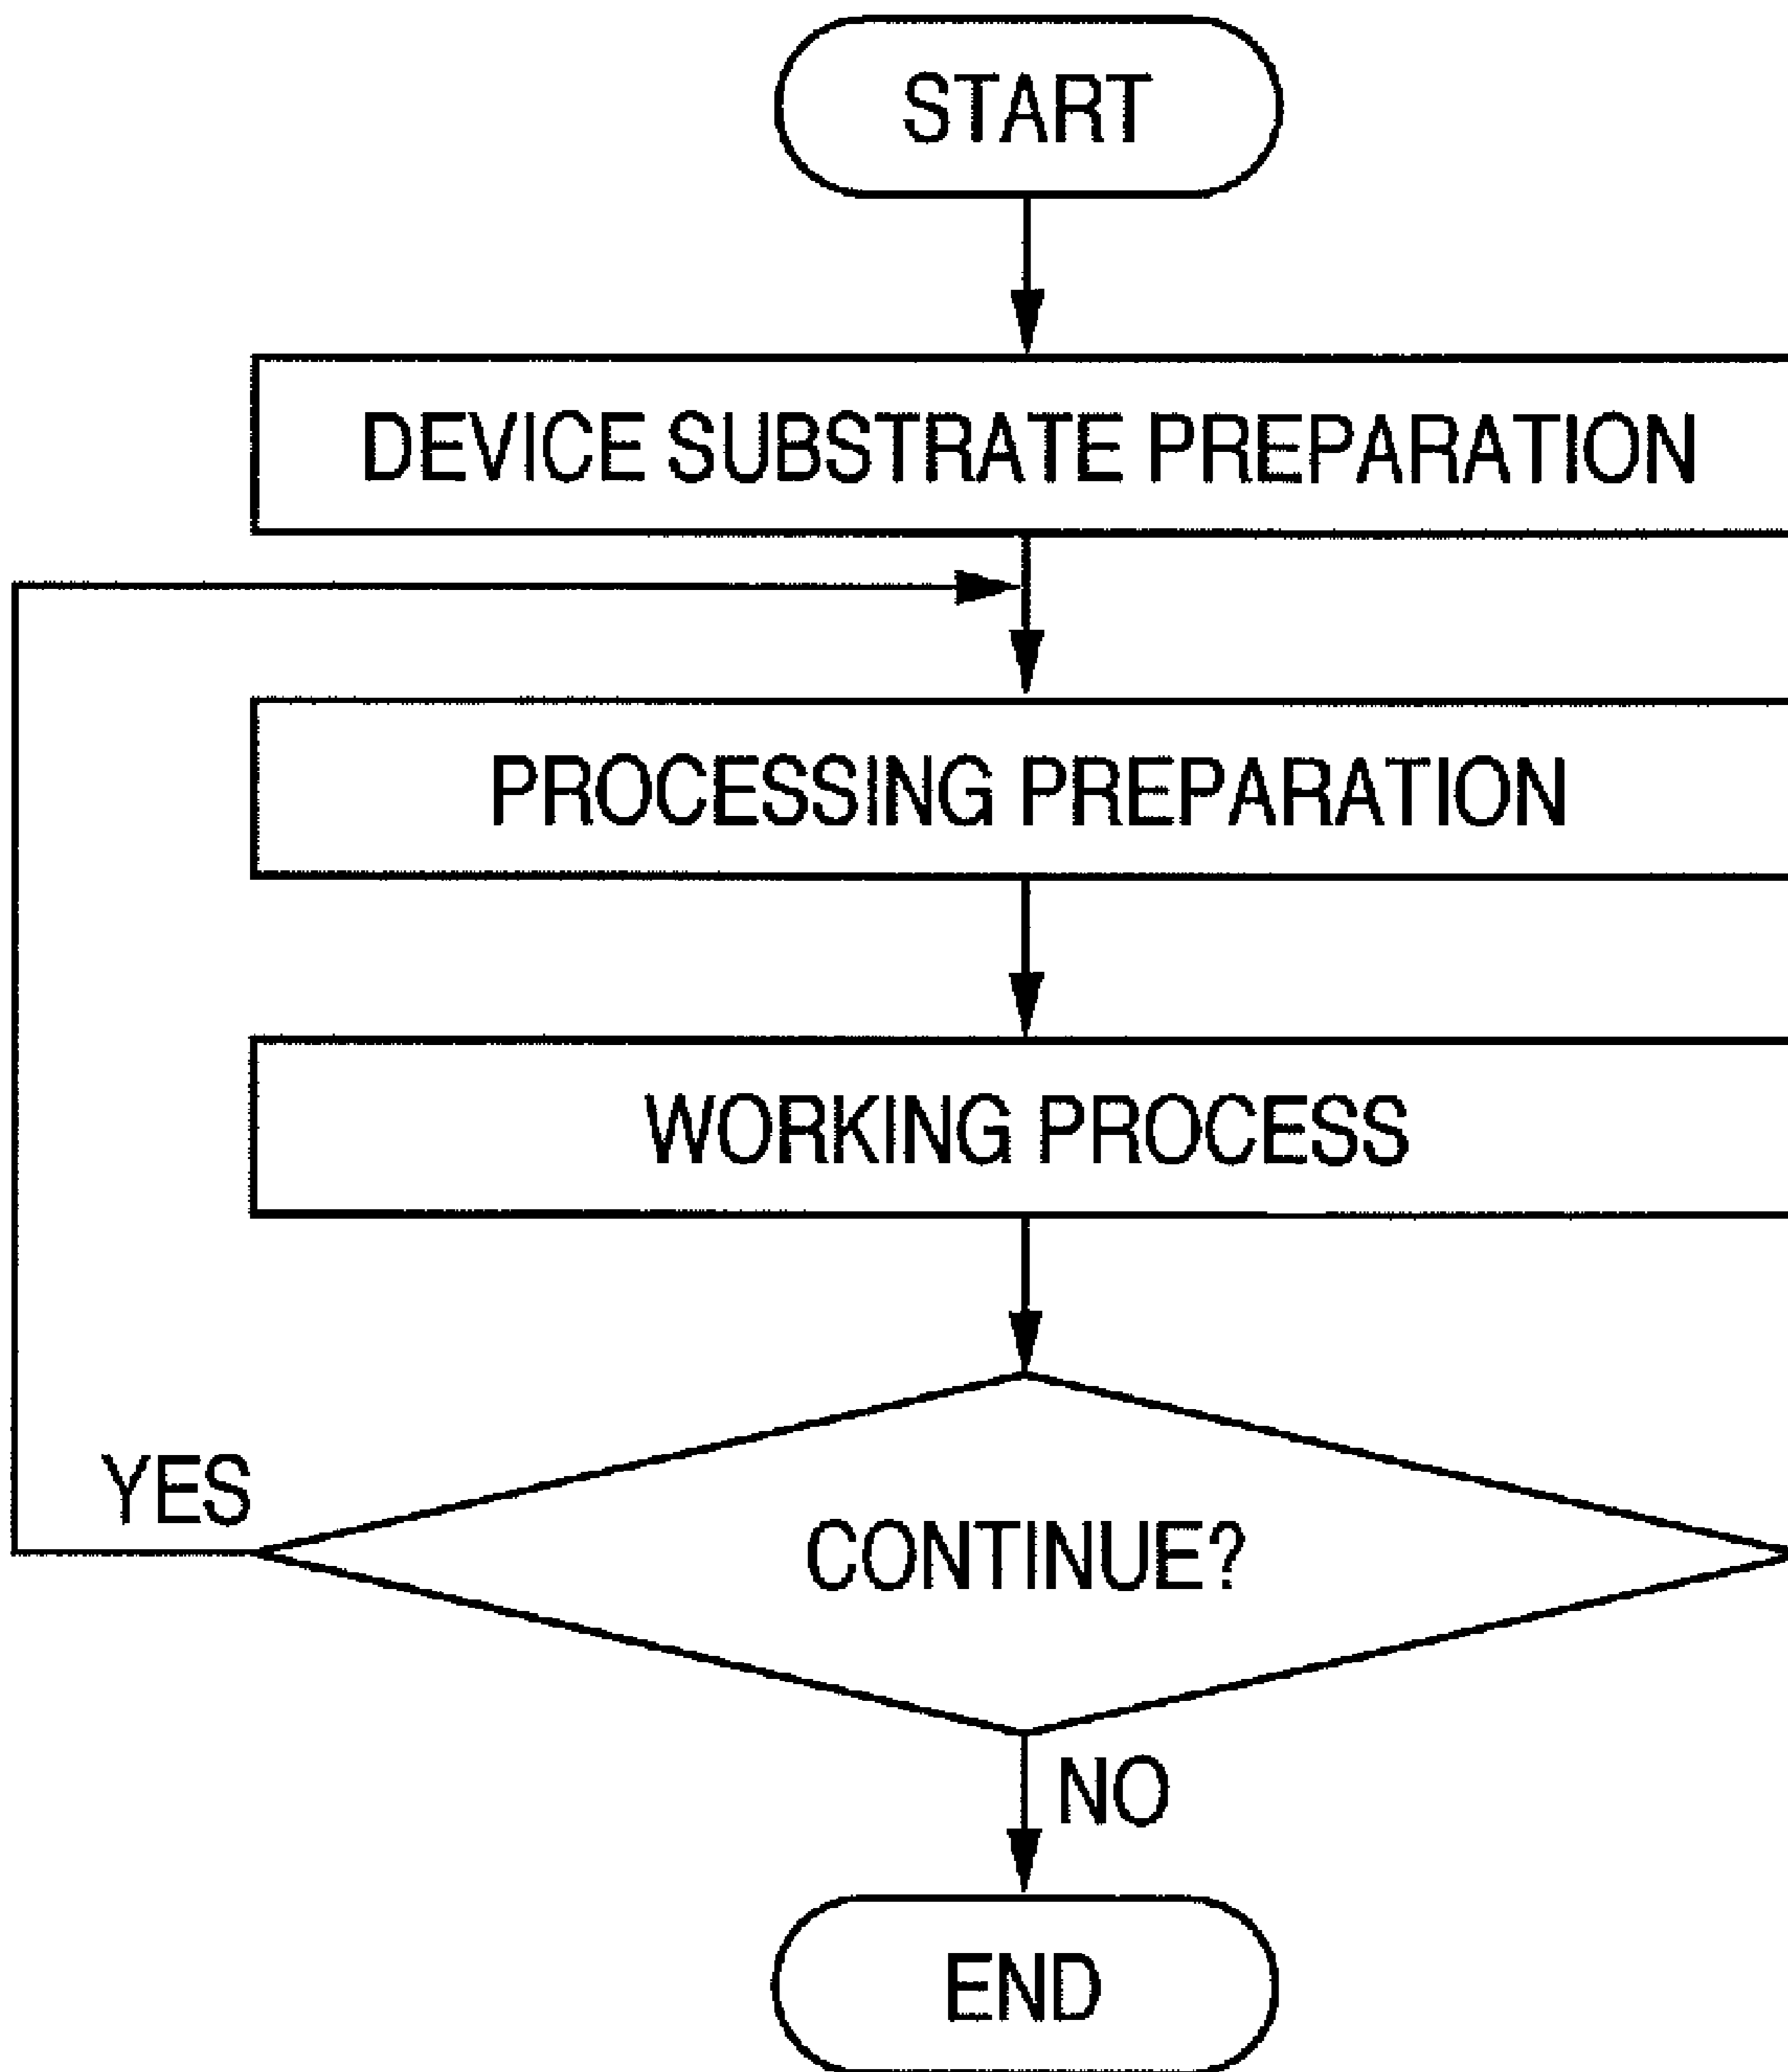 START
DEVICE SUBSTRATE PREPARATION
PROCESSING PREPARATION
WORKING PROCESS
YES
CONTINUE?
NO
END